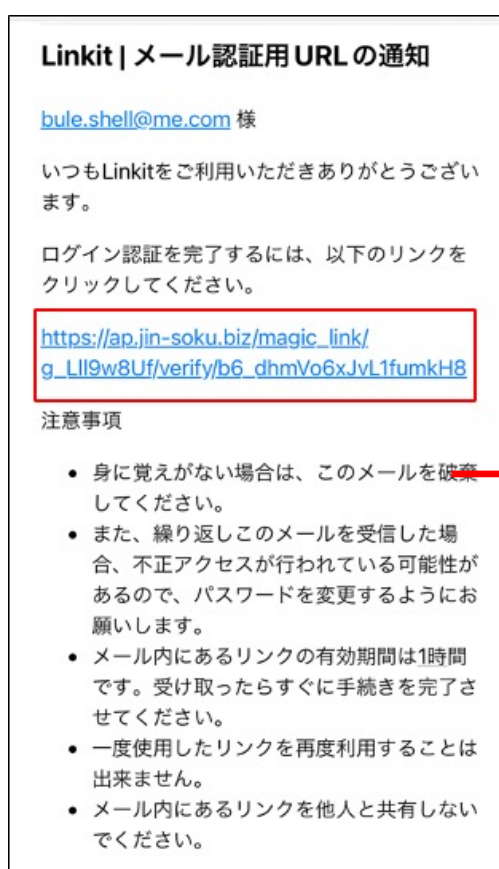 Linkit | メール認証用URLの通知
bule.shell@me.com 様
いつもLinkitをご利用いただきありがとうござい
ます。
ログイン認証を完了するには、以下のリンクを
クリックしてください。
https://ap.jin-soku.biz/magic_link/
g_LIl9w8Uf/verify/b6_dhmVo6xJvL1fumkH8
注意事項
• 身に覚えがない場合は、このメールを破棄
してください。
• また、繰り返しこのメールを受信した場
合、不正アクセスが行われている可能性が
あるので、パスワードを変更するようにお
願いします。
• メール内にあるリンクの有効期間は1時間
です。受け取ったらすぐに手続きを完了さ
せてください。
• 一度使用したリンクを再度利用することは
出来ません。
• メール内にあるリンクを他人と共有しない
でください。